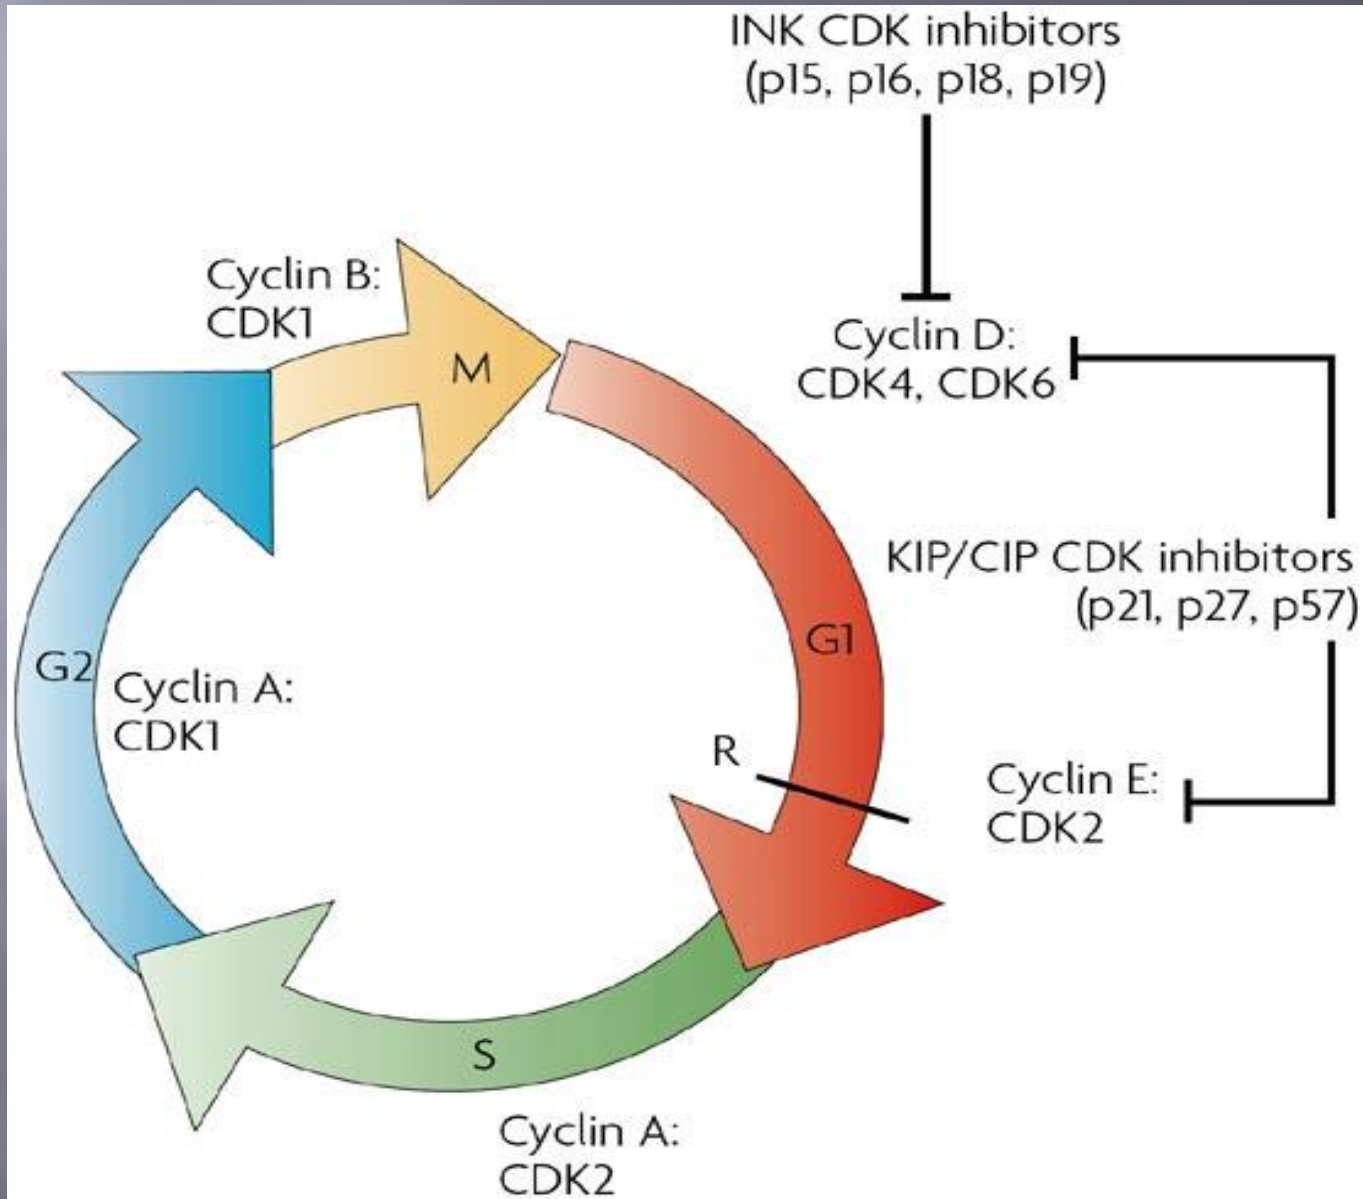 INK CDK inhibitors
(p15, p16, p18, p19)
Cyclin B:
CDK1
M
Cyclin D:
CDK4, CDK6
KIP/CIP CDK inhibitors
(p21, p27, p57)
G1
G2
Cyclin A:
CDK1
R
Cyclin E:
CDK2
S
Cyclin A:
CDK2